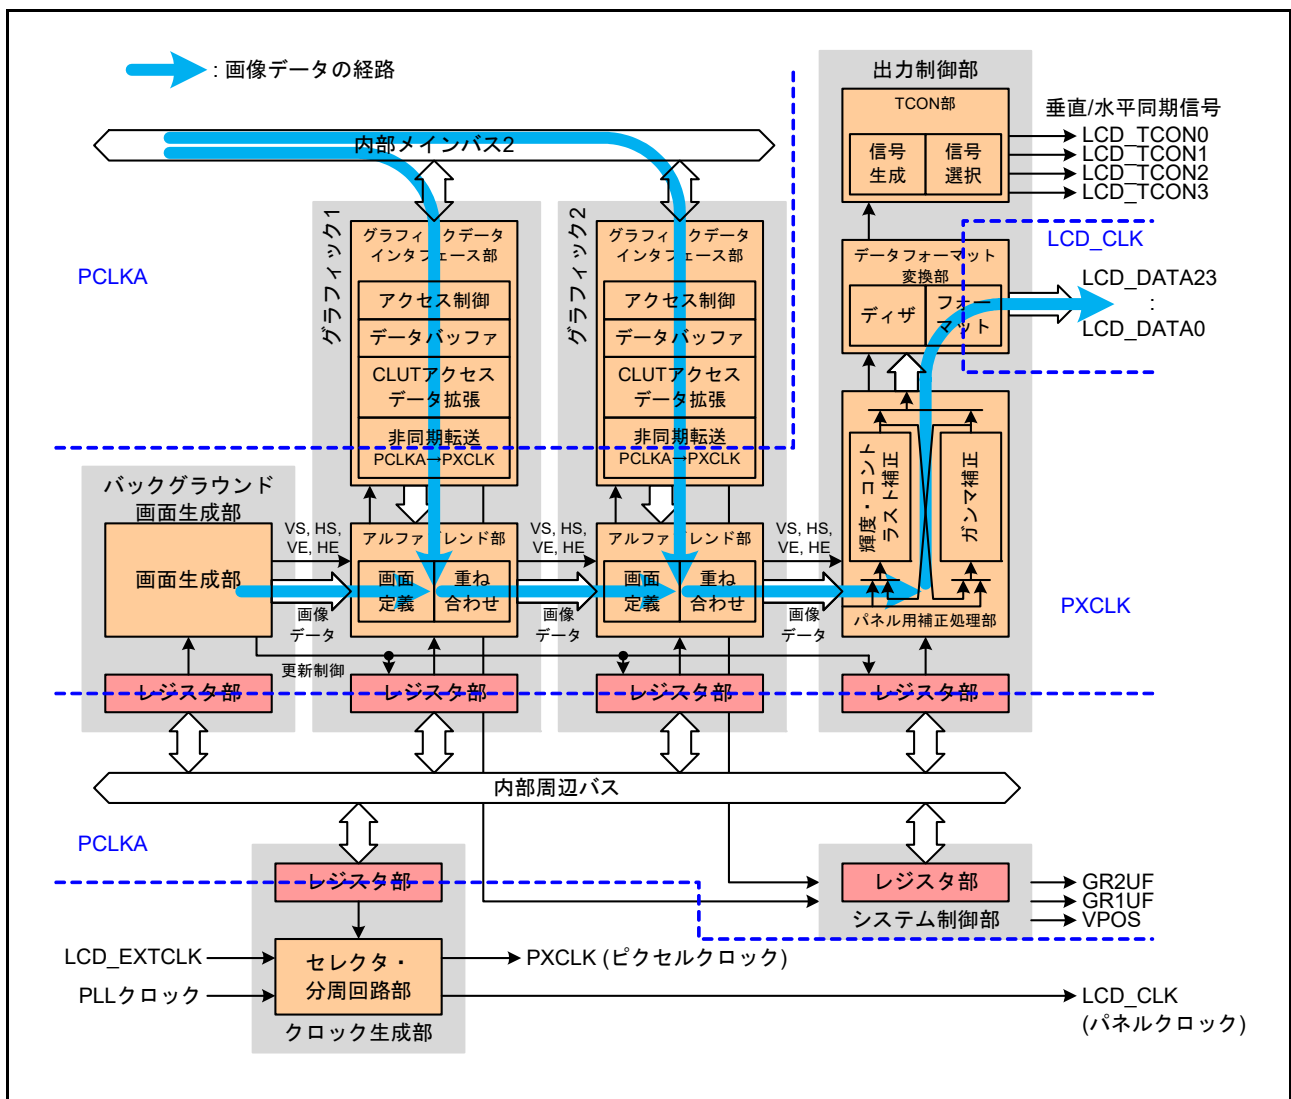 : 画像データの経路
出力制御部
TCON部
信号
生成
信号
選択
垂直/水平同期信号
LCD_TCON0
LCD_TCON1
LCD_TCON2
LCD_TCON3
内部メインバス2
PCLKA
グラフィック1
グラフィックデータ
インタフェース部
アクセス制御
データバッファ
CLUTアクセス
データ拡張
非同期転送
PCLKA→PXCLK
グラフィック2
グラフィックデータ
インタフェース部
アクセス制御
データバッファ
CLUTアクセス
データ拡張
非同期転送
PCLKA→PXCLK
データフォーマット
変換部
ディザ
フォー
マット
LCD_CLK
LCD_DATA23
:
LCD_DATA0
輝度・コント
ラスト補正
ガンマ補正
パネル用補正処理部
PXCLK
バックグラウンド
画面生成部
画面生成部
VS, HS,
VE, HE
画像
データ
アルファブレンド部
画面
定義
重ね
合わせ
VS, HS,
VE, HE
画像
データ
アルファブレンド部
画面
定義
重ね
合わせ
VS, HS,
VE, HE
画像
データ
更新制御
レジスタ部
レジスタ部
レジスタ部
レジスタ部
内部周辺バス
PCLKA
レジスタ部
レジスタ部
システム制御部
GR2UF
GR1UF
VPOS
LCD_EXTCLK
PLLクロック
セレクタ・
分周回路部
クロック生成部
PXCLK (ピクセルクロック)
LCD_CLK
(パネルクロック)